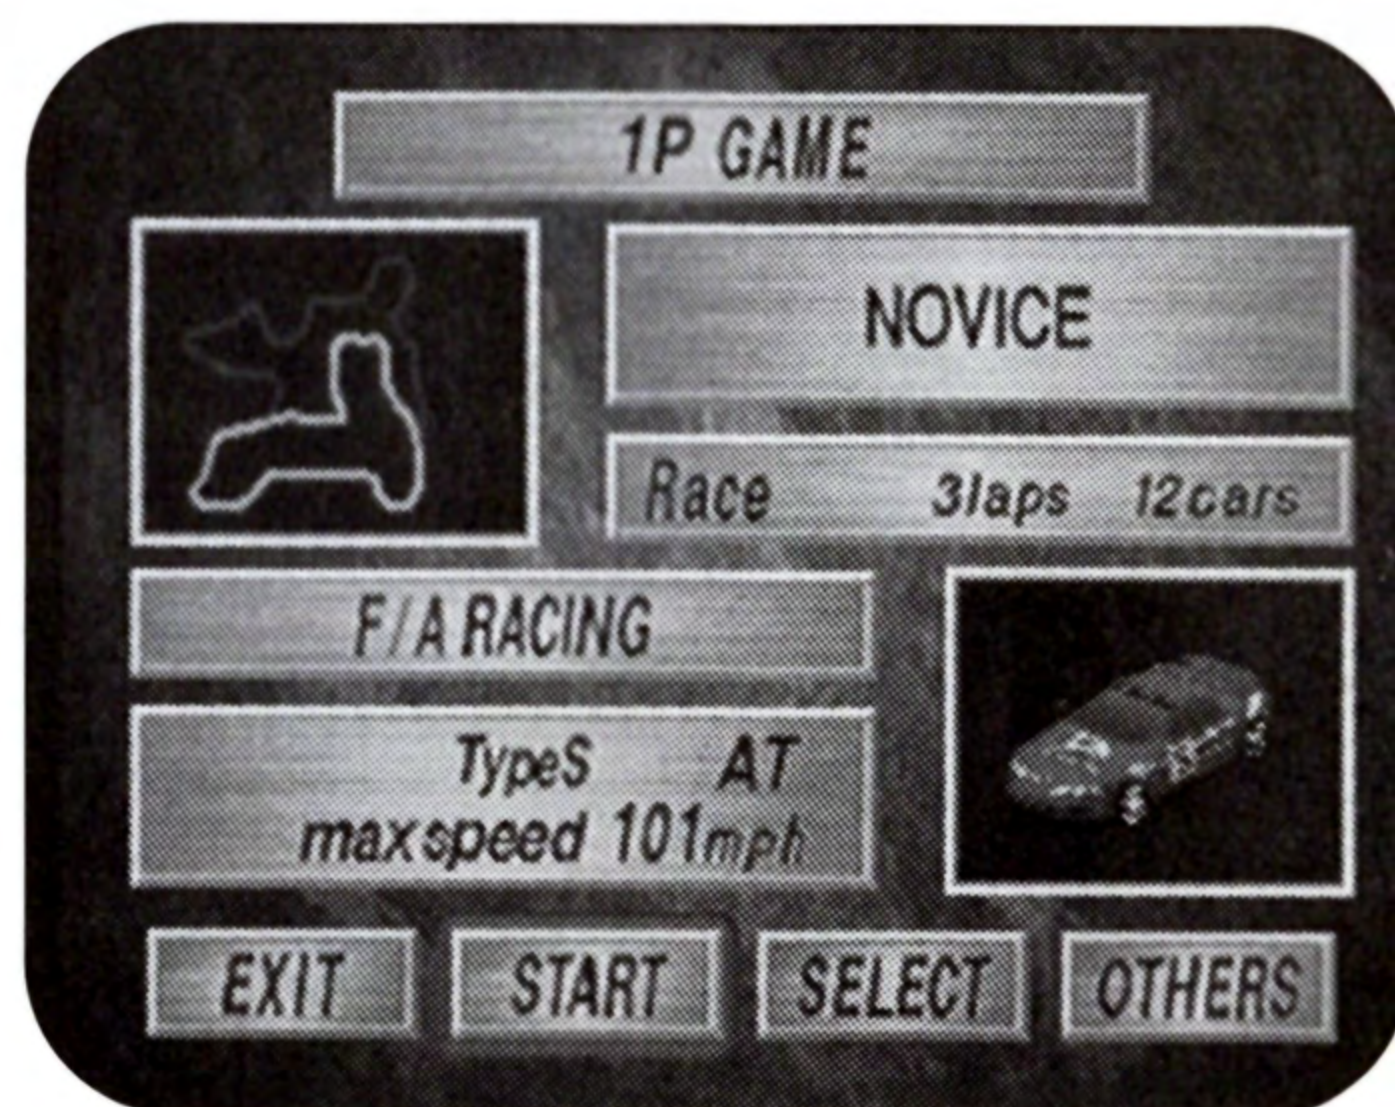 1P GAME
NOVICE
Race 3laps 12cars
F/A RACING
TypeS AT
maxspeed 101mph
EXIT START SELECT OTHERS